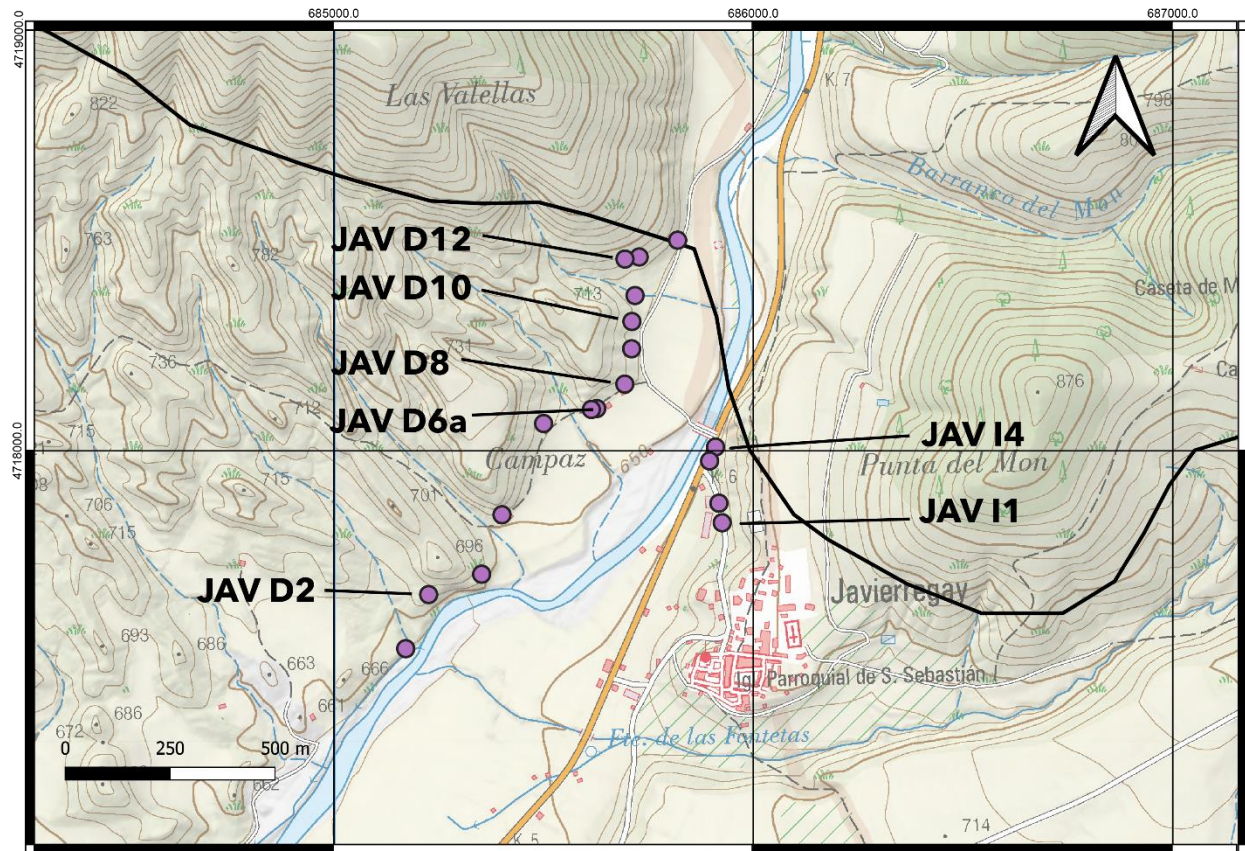 685000.0
686000.0
687000.0
4719000.0
Las Valellas
K. 7
822
798
80
Barranco del Mon
763
782
JAV D12
713
JAV D10
Caseta de M
736
731
JAV D8
876
Ca
712
JAV D6a
715
JAV I4
4718000.0
Campaz
650
Punta del Mon
715
701
6
706
715
JAV I1
696
JAV D2
Javierregay
693
686
663
666
Igl. Parroquial de S. Sebastián
686
661
672
Fte. de las Fontetas
0 250 500 m
662
K. 5
714